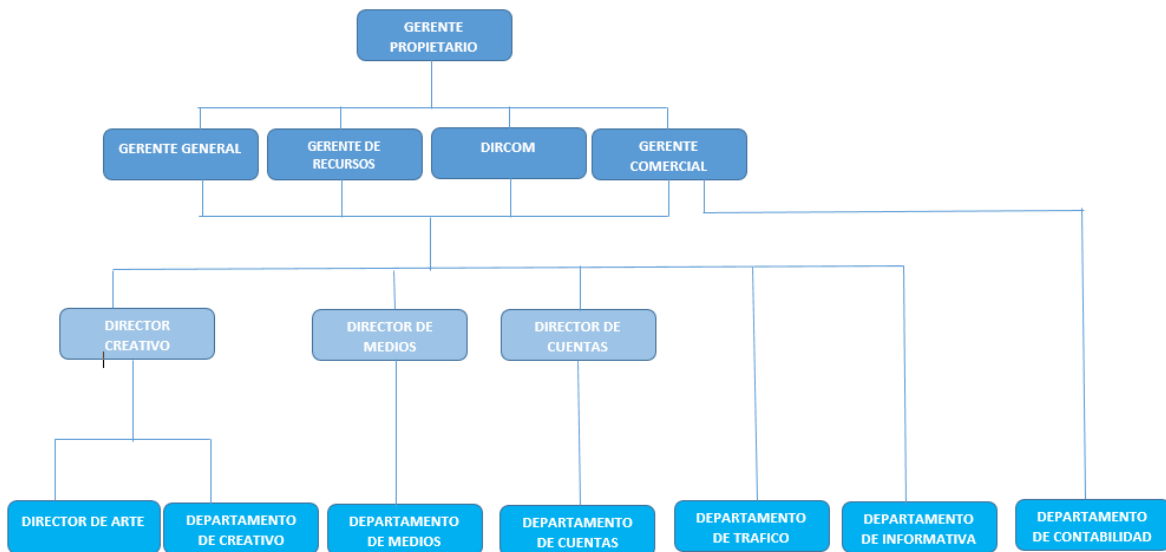 GERENTE
PROPIETARIO
GERENTE GENERAL
GERENTE DE
RECURSOS
DIRCOM
GERENTE
COMERCIAL
DIRECTOR
CREATIVO
DIRECTOR DE
MEDIOS
DIRECTOR DE
CUENTAS
DIRECTOR DE ARTE
DEPARTAMENTO
DE CREATIVO
DEPARTAMENTO
DE MEDIOS
DEPARTAMENTO
DE CUENTAS
DEPARTAMENTO
DE TRAFICO
DEPARTAMENTO
DE INFORMATIVA
DEPARTAMENTO
DE CONTABILIDAD